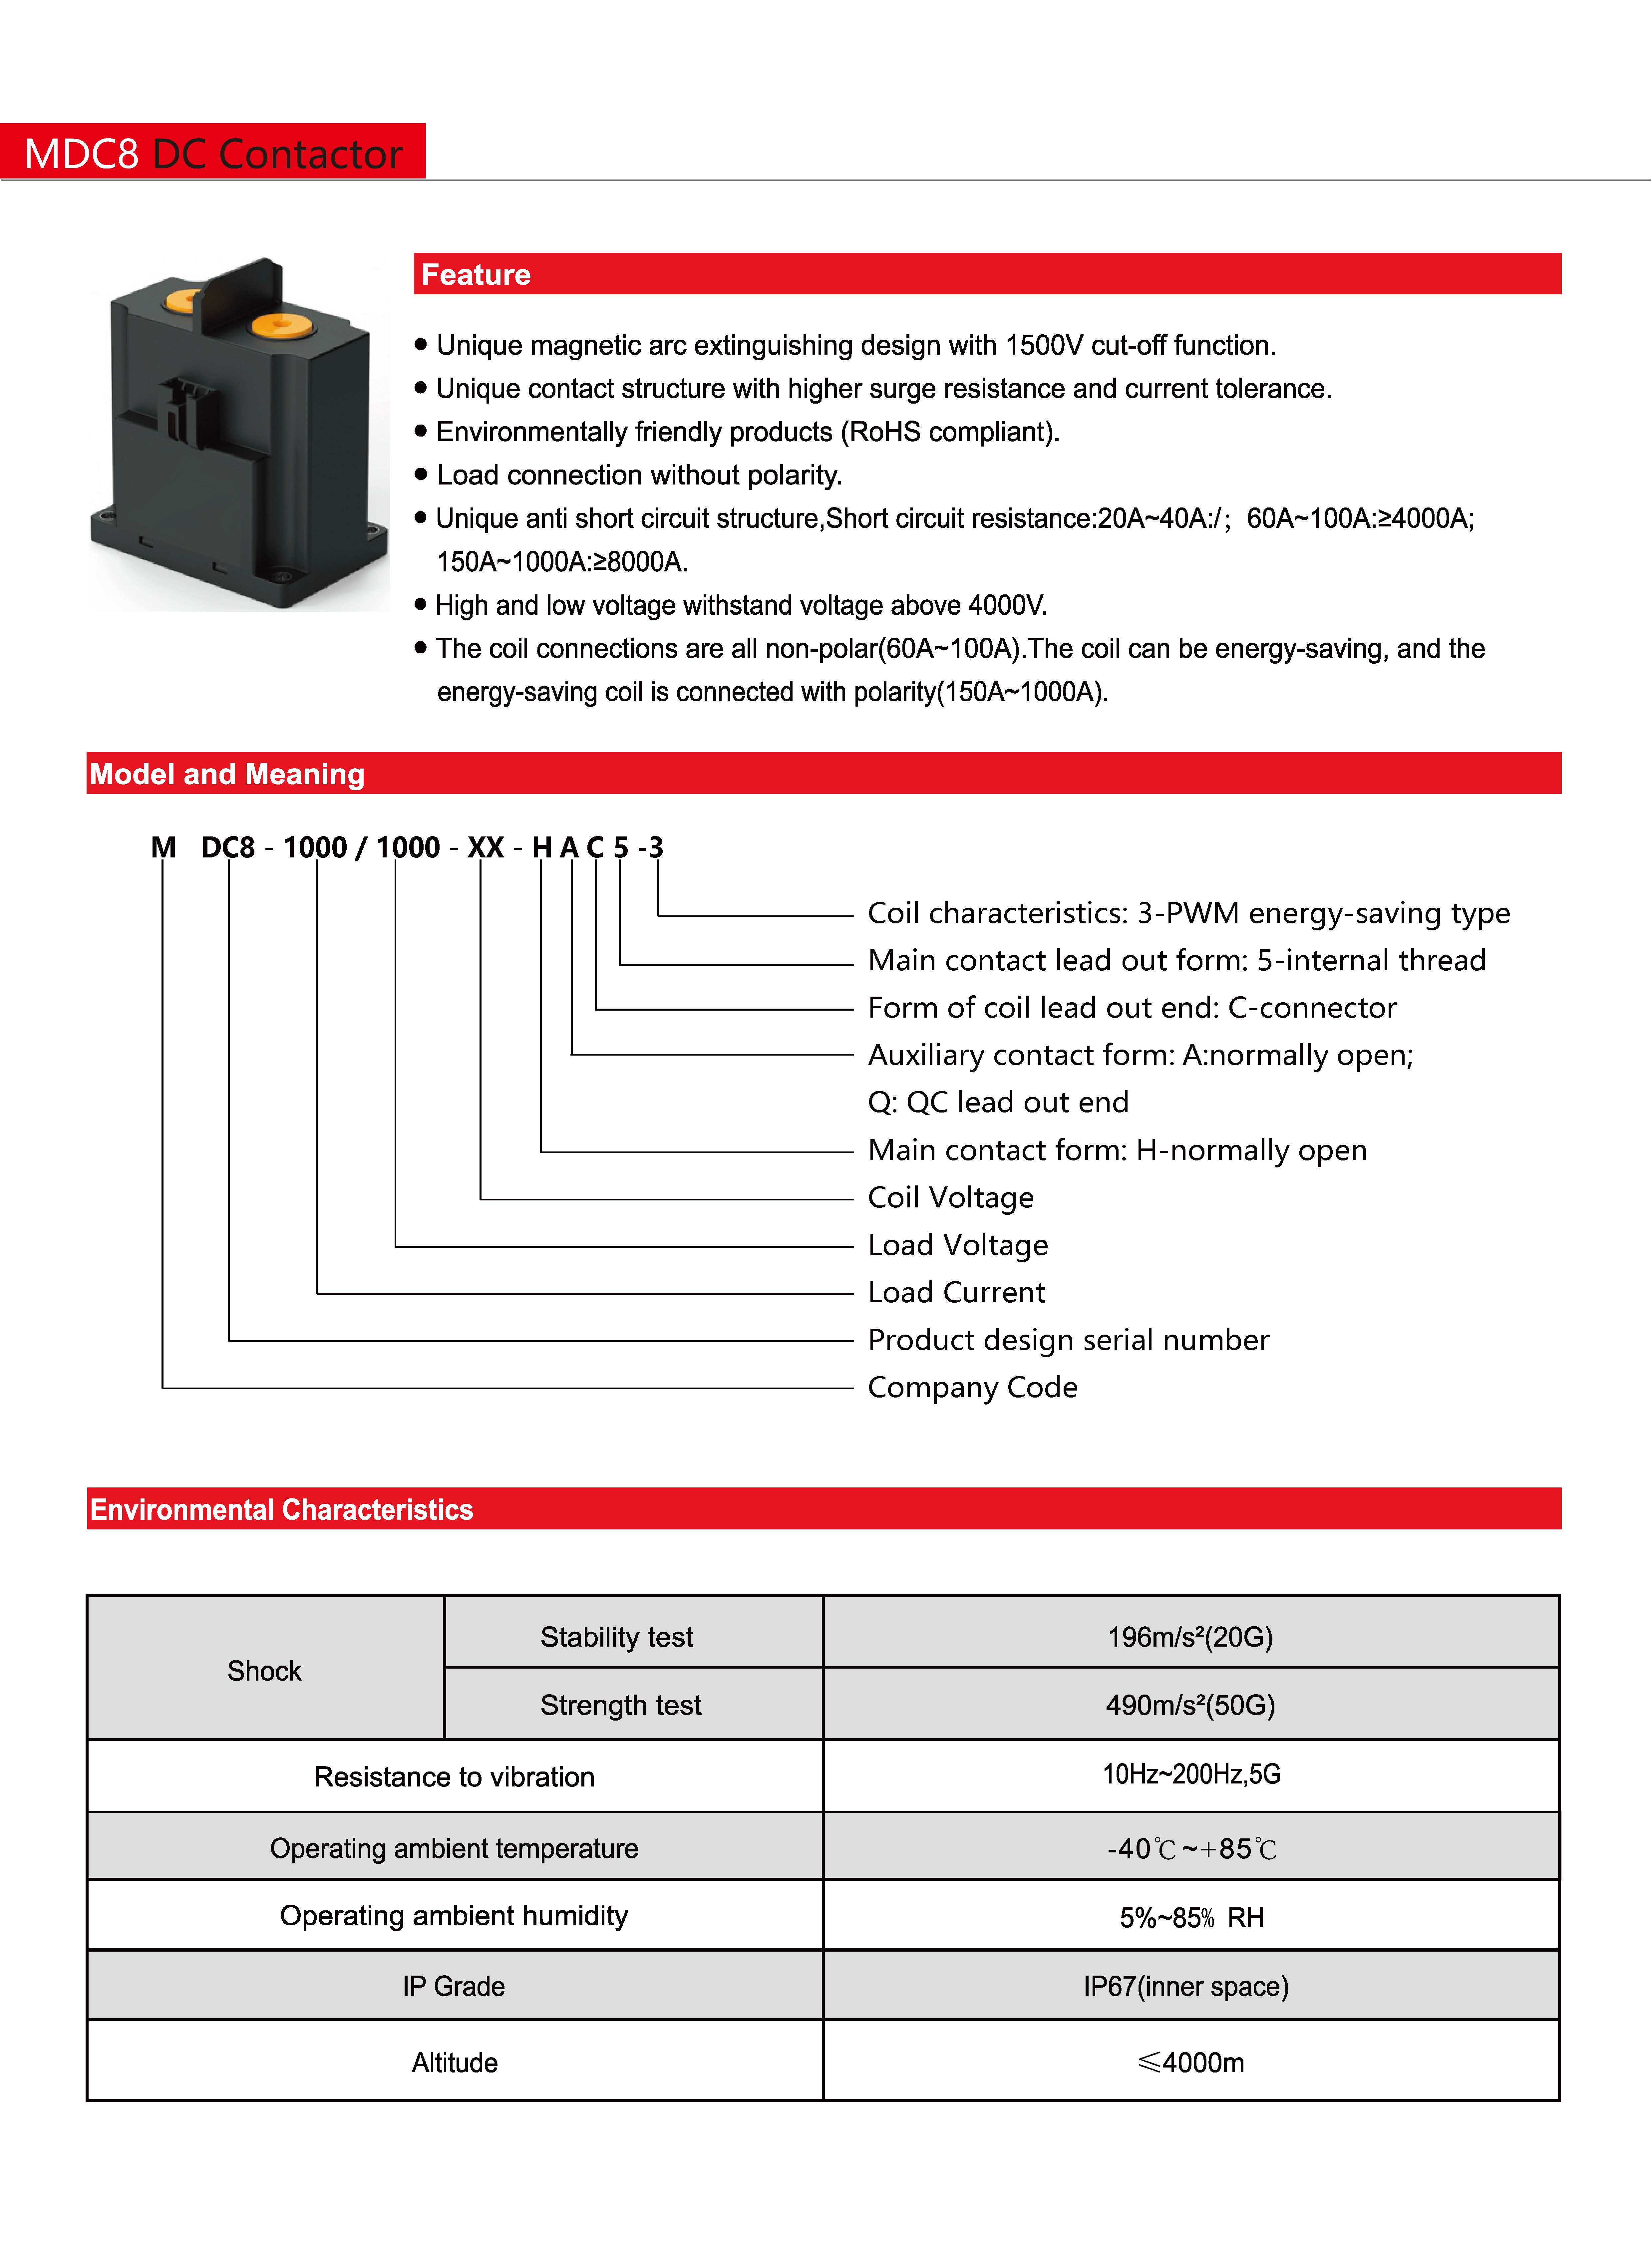 MDC8 DC Contactor
Feature
● Unique magnetic arc extinguishing design with 1500V cut-off function.
● Unique contact structure with higher surge resistance and current tolerance.
● Environmentally friendly products (RoHS compliant).
● Load connection without polarity.
● Unique anti short circuit structure,Short circuit resistance:20A~40A:/；60A~100A:≥4000A;
150A~1000A:≥8000A.
● High and low voltage withstand voltage above 4000V.
● The coil connections are all non-polar(60A~100A).The coil can be energy-saving, and the
energy-saving coil is connected with polarity(150A~1000A).
Model and Meaning
M DC8 - 1000 / 1000 - XX - H A C 5 -3
Coil characteristics: 3-PWM energy-saving type
Main contact lead out form: 5-internal thread
Form of coil lead out end: C-connector
Auxiliary contact form: A:normally open;
Q: QC lead out end
Main contact form: H-normally open
Coil Voltage
Load Voltage
Load Current
Product design serial number
Company Code
Environmental Characteristics
Shock
Stability test 196m/s²(20G)
Strength test 490m/s²(50G)
Resistance to vibration 10Hz~200Hz,5G
Operating ambient temperature -40℃~+85℃
Operating ambient humidity 5%~85% RH
IP Grade IP67(inner space)
Altitude ≤4000m